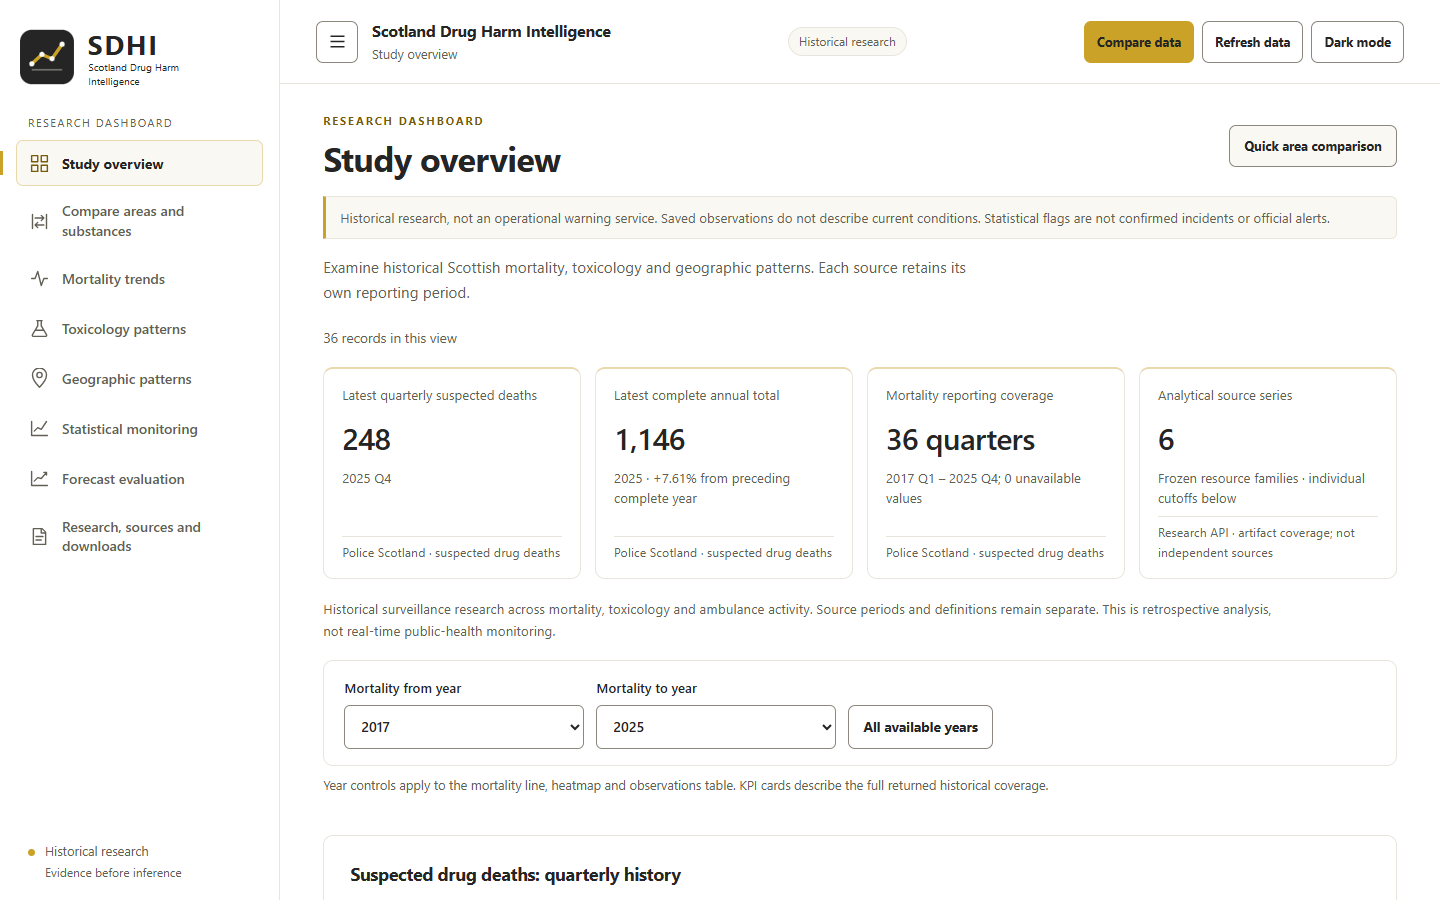 SDHI
Scotland Drug Harm
Intelligence
RESEARCH DASHBOARD
Study overview
Compare areas and
substances
Mortality trends
Toxicology patterns
Geographic patterns
Statistical monitoring
Forecast evaluation
Research, sources and
downloads
Historical research
Evidence before inference
Scotland Drug Harm Intelligence
Study overview
Historical research
Compare data
Refresh data
Dark mode
RESEARCH DASHBOARD
Study overview
Quick area comparison
Historical research, not an operational warning service. Saved observations do not describe current conditions. Statistical flags are not confirmed incidents or official alerts.
Examine historical Scottish mortality, toxicology and geographic patterns. Each source retains its
own reporting period.
36 records in this view
Latest quarterly suspected deaths
248
2025 Q4
Police Scotland · suspected drug deaths
Latest complete annual total
1,146
2025 · +7.61% from preceding
complete year
Police Scotland · suspected drug deaths
Mortality reporting coverage
36 quarters
2017 Q1 – 2025 Q4; 0 unavailable
values
Police Scotland · suspected drug deaths
Analytical source series
6
Frozen resource families · individual
cutoffs below
Research API · artifact coverage; not
independent sources
Historical surveillance research across mortality, toxicology and ambulance activity. Source periods and definitions remain separate. This is retrospective analysis,
not real-time public-health monitoring.
Mortality from year
2017
Mortality to year
2025
All available years
Year controls apply to the mortality line, heatmap and observations table. KPI cards describe the full returned historical coverage.
Suspected drug deaths: quarterly history